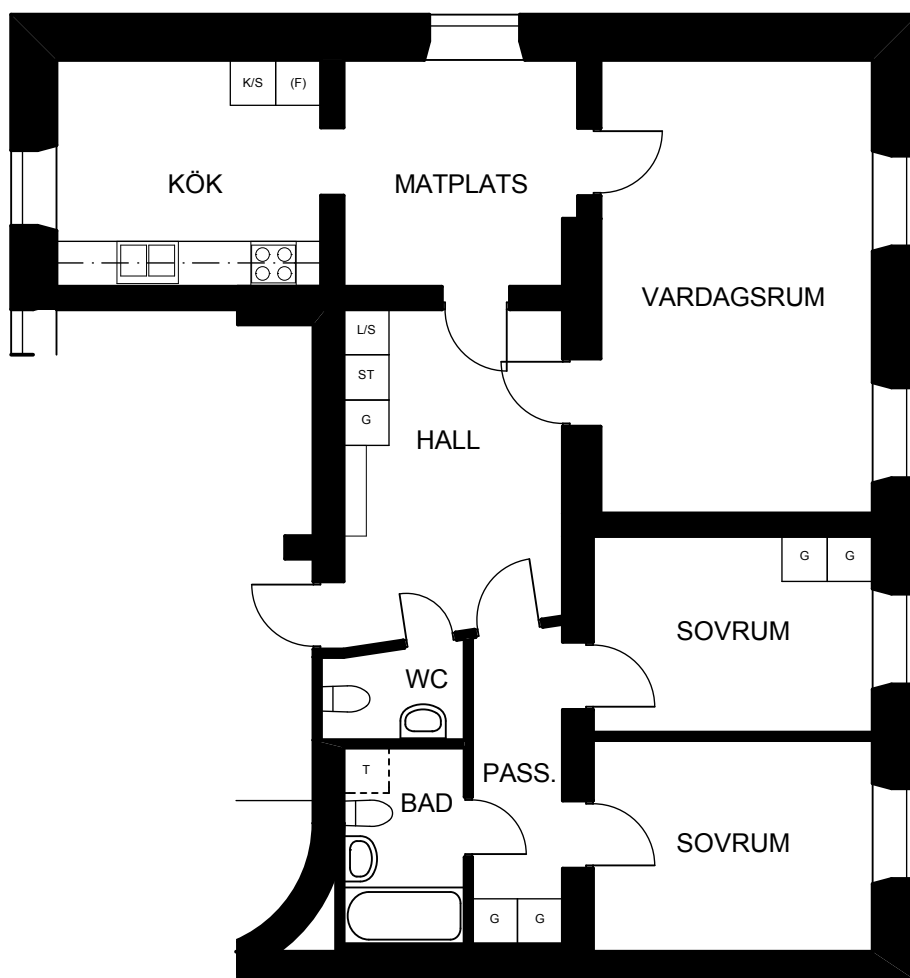 K/S
(F)
KÖK
MATPLATS
VARDAGSRUM
L/S
ST
G
HALL
G
G
SOVRUM
WC
PASS.
T
BAD
SOVRUM
G
G